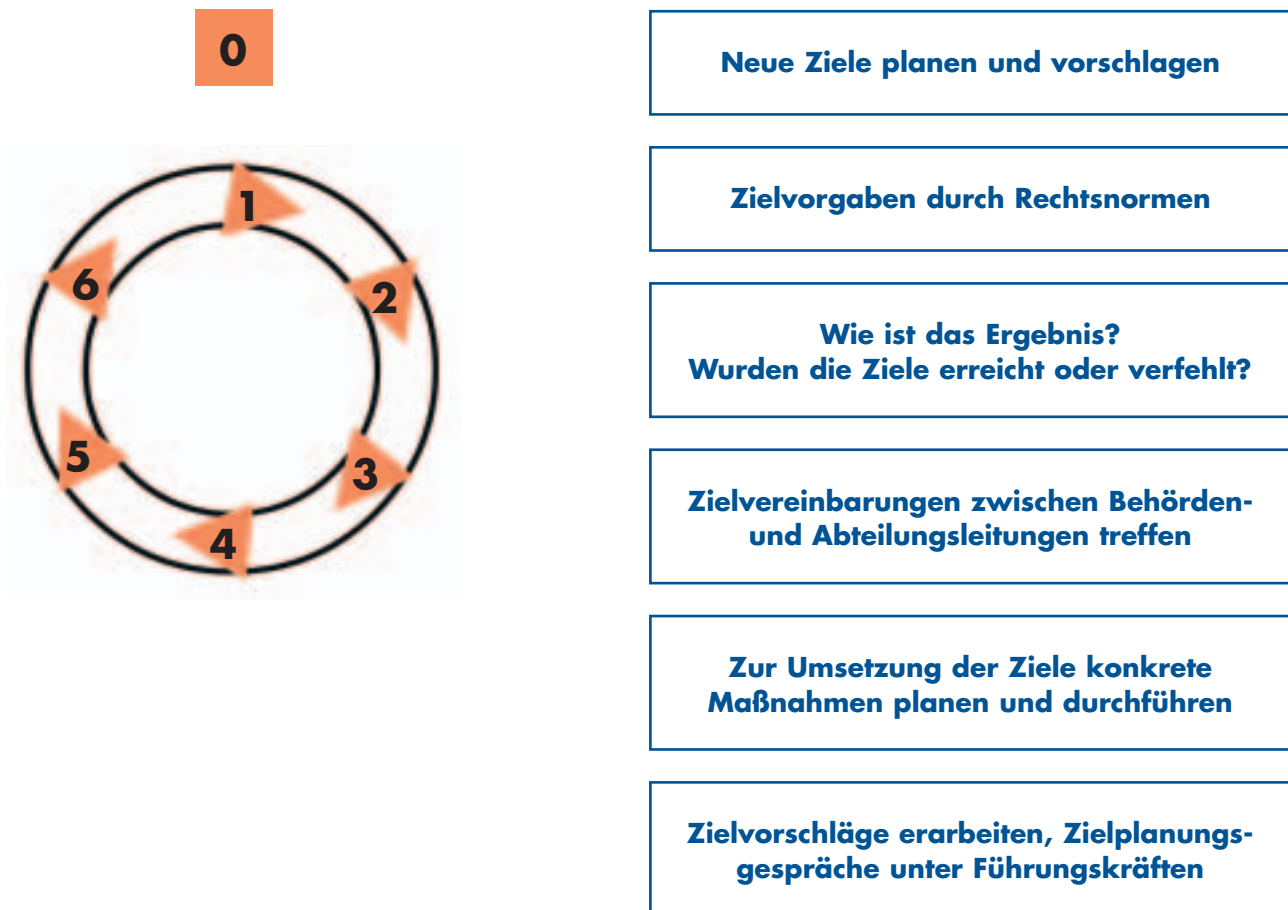 0
1
2
3
4
5
6
Neue Ziele planen und vorschlagen
Zielvorgaben durch Rechtsnormen
Wie ist das Ergebnis?
Wurden die Ziele erreicht oder verfehlt?
Zielvereinbarungen zwischen Behörden-
und Abteilungsleitungen treffen
Zur Umsetzung der Ziele konkrete
Maßnahmen planen und durchführen
Zielvorschläge erarbeiten, Zielplanungs-
gespräche unter Führungskräften